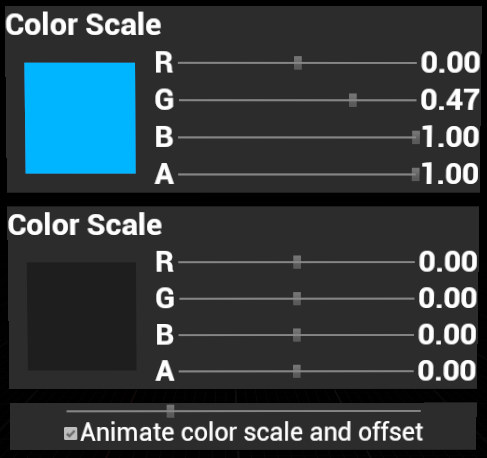 Color Scale
R 0.00
G 0.47
B 1.00
A 1.00
Color Scale
R 0.00
G 0.00
B 0.00
A 0.00
Animate color scale and offset